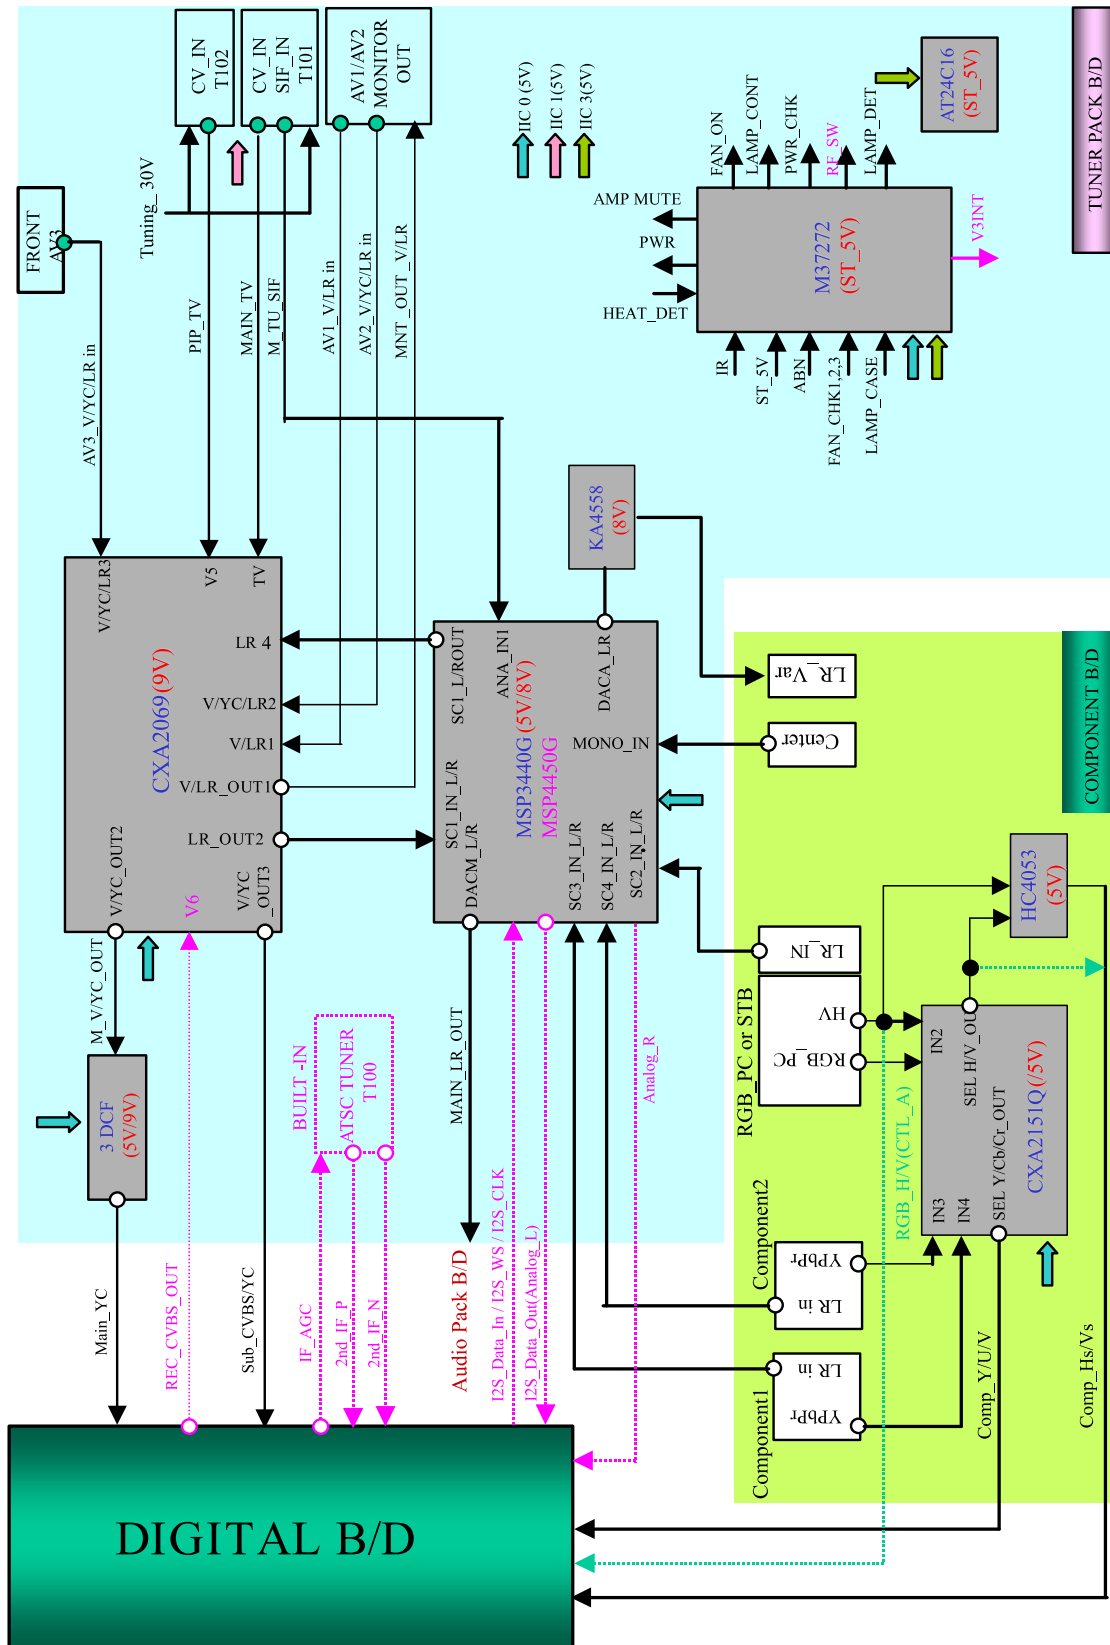 CV_IN
T102
CV_IN
SIF_IN
T101
AV1/AV2
MONITOR
OUT
FRONT
AV3
Tuning_ 30V
IIC 0 (5V)
IIC 1(5V)
IIC 3(5V)
AT24C16
(ST_5V)
TUNER PACK B/D
FAN_ON
LAMP_CONT
PWR_CHK
RF_SW
LAMP_DET
AMP MUTE
PWR
HEAT_DET
M37272
(ST_5V)
V3INT
IR
ST_5V
ABN
FAN_CHK1,2,3
LAMP_CASE
AV3_V/YC/LR in
PIP_TV
MAIN_TV
M_TU_SIF
AV1_V/LR in
AV2_V/YC/LR in
MNT_OUT_V/LR
V/YC/LR3
V5
TV
LR 4
V/YC/LR2
V/LR1
V/LR_OUT1
LR_OUT2
CXA2069(9V)
V/YC_OUT2
V6
V/YC
_OUT3
KA4558
(8V)
SC1_L/ROUT
ANA_IN1
DACA_LR
MONO_IN
MSP3440G(5V/8V)
MSP4450G
SC1_IN_L/R
DACM_L/R
SC3_IN_L/R
SC4_IN_L/R
SC2_IN_L/R
LR_Var
Center
COMPONENT B/D
HC4053
(5V)
LR_IN
HV
RGB_PC
RGB_PC or STB
IN2
SEL H/V_OU
CXA2151Q(/5V)
IN3
IN4
SEL Y/Cb/Cr_OUT
RGB_H/V(CTL_A)
M_V/YC_OUT
3 DCF
(5V/9V)
BUILT -IN
ATSC TUNER
T100
MAIN_LR_OUT
Analog_R
Audio Pack B/D
Main_YC
REC_CVBS_OUT
Sub_CVBS/YC
IF_AGC
2nd_IF_P
2nd_IF_N
I2S_Data_In / I2S_WS / I2S_CLK
I2S_Data_Out(Analog_L)
Component2
YPbPr
LR in
Component1
LR in
YPbPr
Comp_Y/U/V
Comp_Hs/Vs
DIGITAL B/D